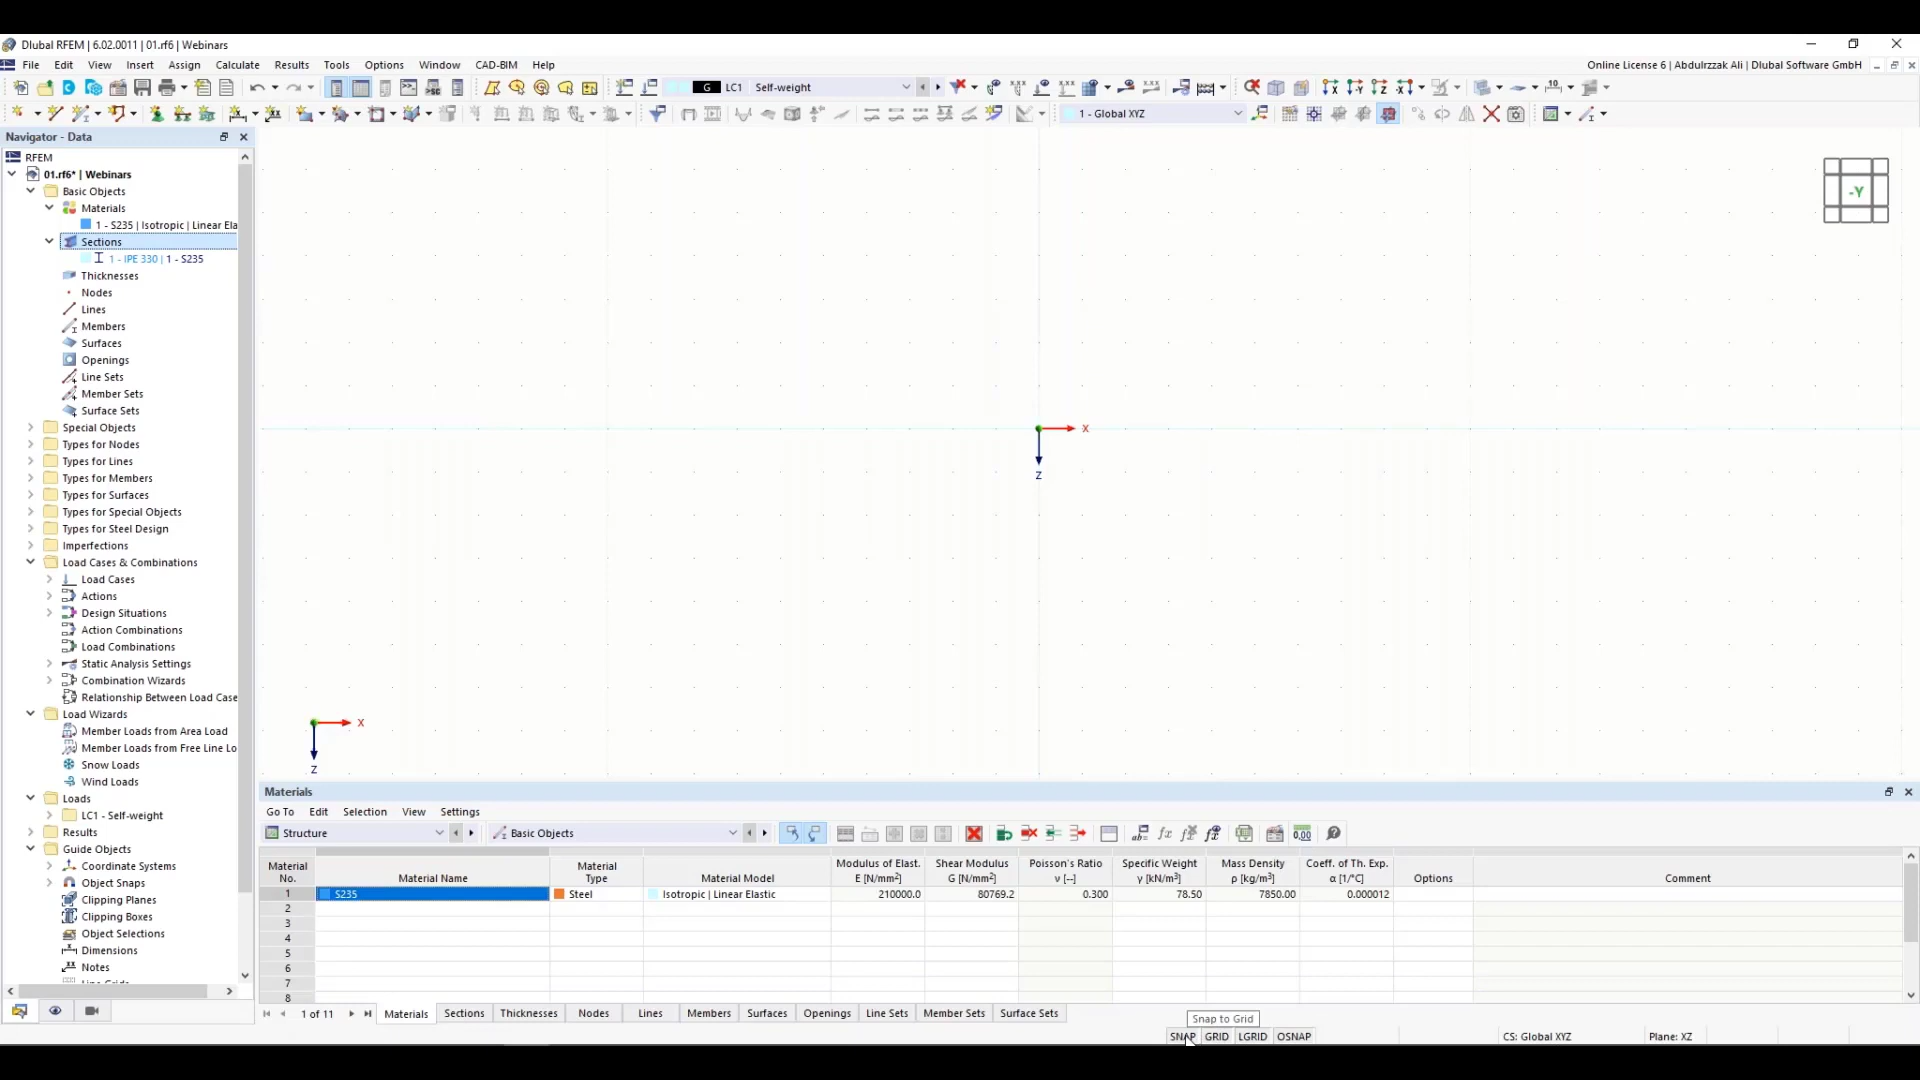 Dlubal RFEM | 6.02.0011 | 01.rf6 | Webinars
File Edit View Insert Assign Calculate Results Tools Options Window CAD-BIM Help
Online License 6 | Abdulrzzak Ali | Dlubal Software GmbH
G LC1 Self-weight
1 - Global XYZ
Navigator - Data
RFEM
01.rf6* | Webinars
Basic Objects
Materials
1 - S235 | Isotropic | Linear Ela
Sections
1 - IPE 330 | 1 - S235
Thicknesses
Nodes
Lines
Members
Surfaces
Openings
Line Sets
Member Sets
Surface Sets
Special Objects
Types for Nodes
Types for Lines
Types for Members
Types for Surfaces
Types for Special Objects
Types for Steel Design
Imperfections
Load Cases & Combinations
Load Cases
Actions
Design Situations
Action Combinations
Load Combinations
Static Analysis Settings
Combination Wizards
Relationship Between Load Case
Load Wizards
Member Loads from Area Load
Member Loads from Free Line Lo
Snow Loads
Wind Loads
Loads
LC1 - Self-weight
Results
Guide Objects
Coordinate Systems
Object Snaps
Clipping Planes
Clipping Boxes
Object Selections
Dimensions
Notes
-Y
X
Z
X
Z
Materials
Go To Edit Selection View Settings
Structure Basic Objects
Material No. Material Name Material Type Material Model Modulus of Elast. E [N/mm²] Shear Modulus G [N/mm²] Poisson's Ratio ν [--] Specific Weight γ [kN/m³] Mass Density ρ [kg/m³] Coeff. of Th. Exp. α [1/°C] Options Comment
1 S235 Steel Isotropic | Linear Elastic 210000.0 80769.2 0.300 78.50 7850.00 0.000012
2
3
4
5
6
7
8
1 of 11 Materials Sections Thicknesses Nodes Lines Members Surfaces Openings Line Sets Member Sets Surface Sets
Snap to Grid
SNAP GRID LGRID OSNAP CS: Global XYZ Plane: XZ